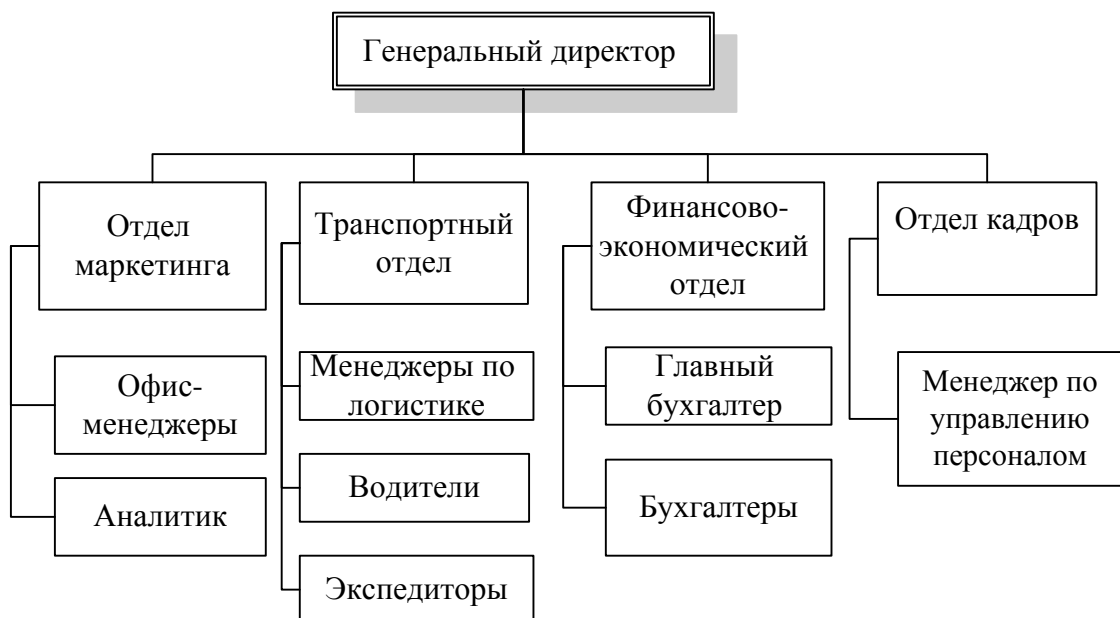 Генеральный директор
Отдел
маркетинга
Транспортный
отдел
Финансово-
экономический
отдел
Отдел кадров
Офис-
менеджеры
Менеджеры по
логистике
Главный
бухгалтер
Менеджер по
управлению
персоналом
Аналитик
Водители
Бухгалтеры
Экспедиторы